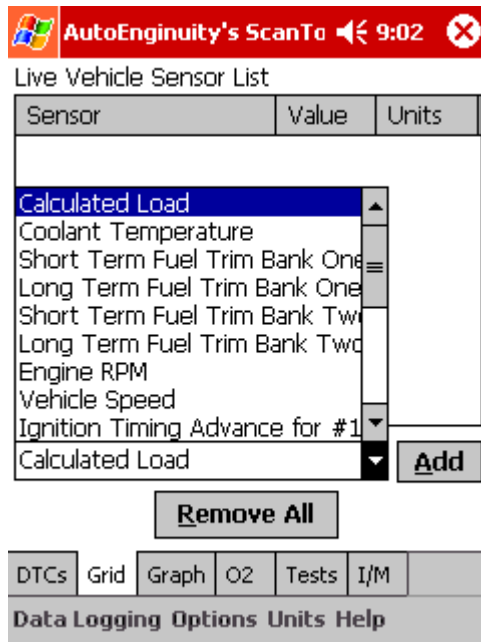 AutoEnginuity's ScanTo 9:02
Live Vehicle Sensor List
Sensor Value Units
Calculated Load
Coolant Temperature
Short Term Fuel Trim Bank One
Long Term Fuel Trim Bank One
Short Term Fuel Trim Bank Tw
Long Term Fuel Trim Bank Two
Engine RPM
Vehicle Speed
Ignition Timing Advance for #1
Calculated Load Add
Remove All
DTCs Grid Graph O2 Tests I/M
Data Logging Options Units Help